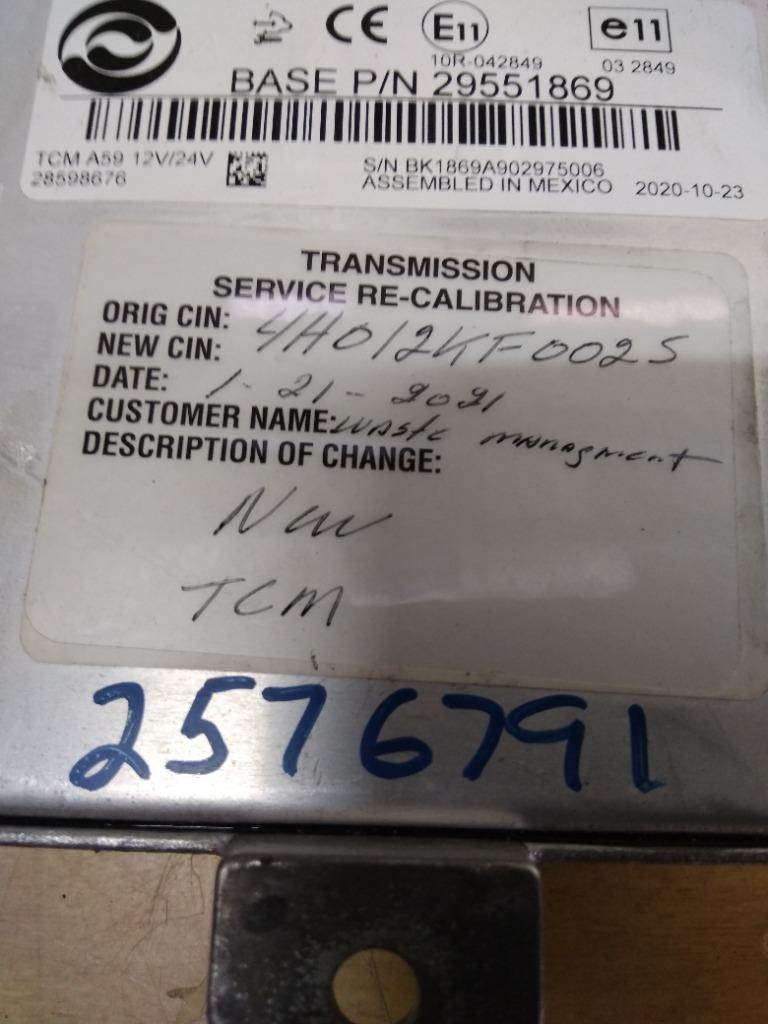 CE E11 e11
10R-042849 03 2849
BASE P/N 29551869
TCM A59 12V/24V S/N BK1869A902975006
28598676 ASSEMBLED IN MEXICO 2020-10-23
TRANSMISSION
SERVICE RE-CALIBRATION
ORIG CIN:
NEW CIN: 4H012KF002S
DATE: 1-21-2021
CUSTOMER NAME: Waste managment
DESCRIPTION OF CHANGE:
New
TCM
2576791